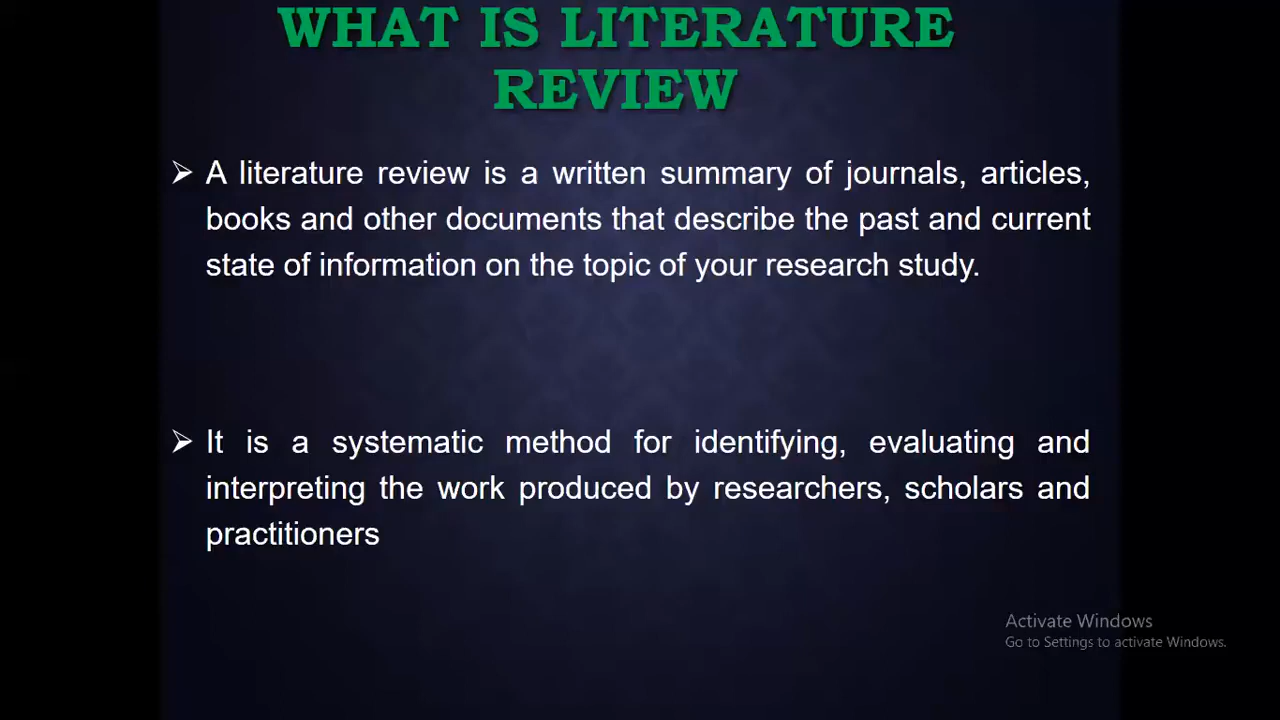 WHAT IS LITERATURE
REVIEW
➢ A literature review is a written summary of journals, articles,
books and other documents that describe the past and current
state of information on the topic of your research study.
➢ It is a systematic method for identifying, evaluating and
interpreting the work produced by researchers, scholars and
practitioners
Activate Windows
Go to Settings to activate Windows.